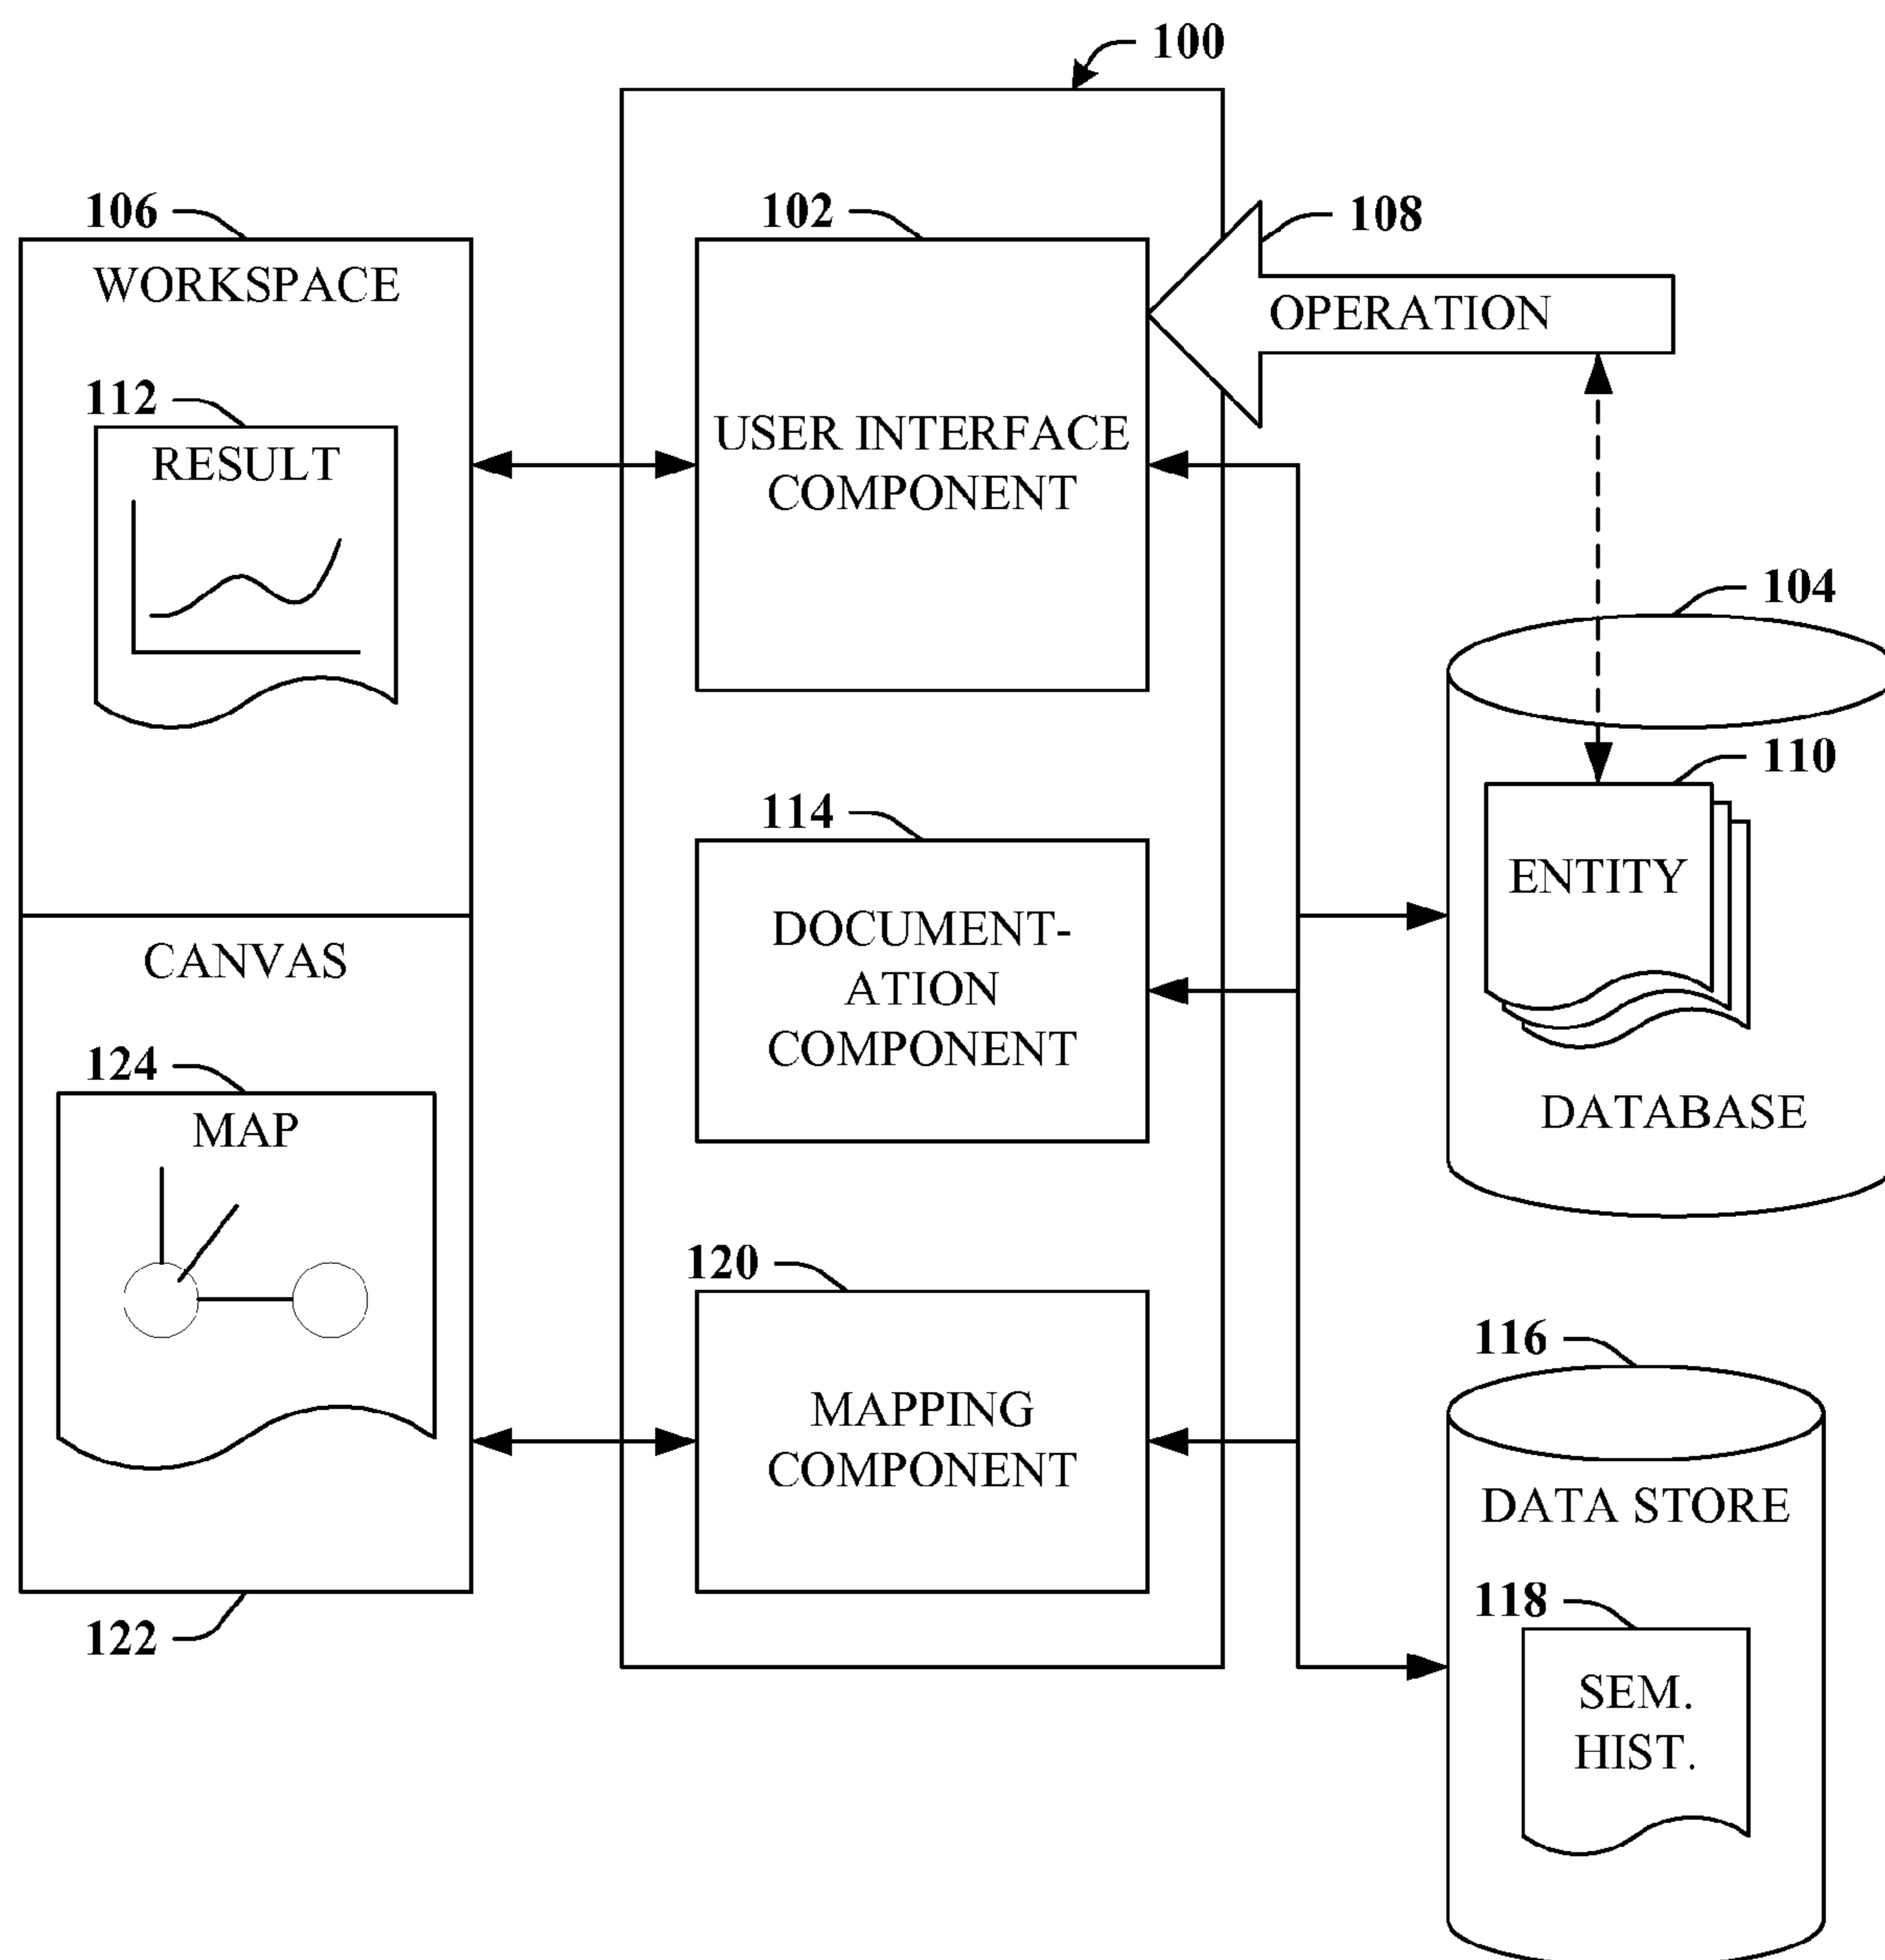 100
106
102
108
WORKSPACE
OPERATION
112
RESULT
USER INTERFACE
COMPONENT
104
110
114
ENTITY
DOCUMENT-
ATION
COMPONENT
CANVAS
124
MAP
DATABASE
120
116
MAPPING
COMPONENT
DATA STORE
122
118
SEM.
HIST.